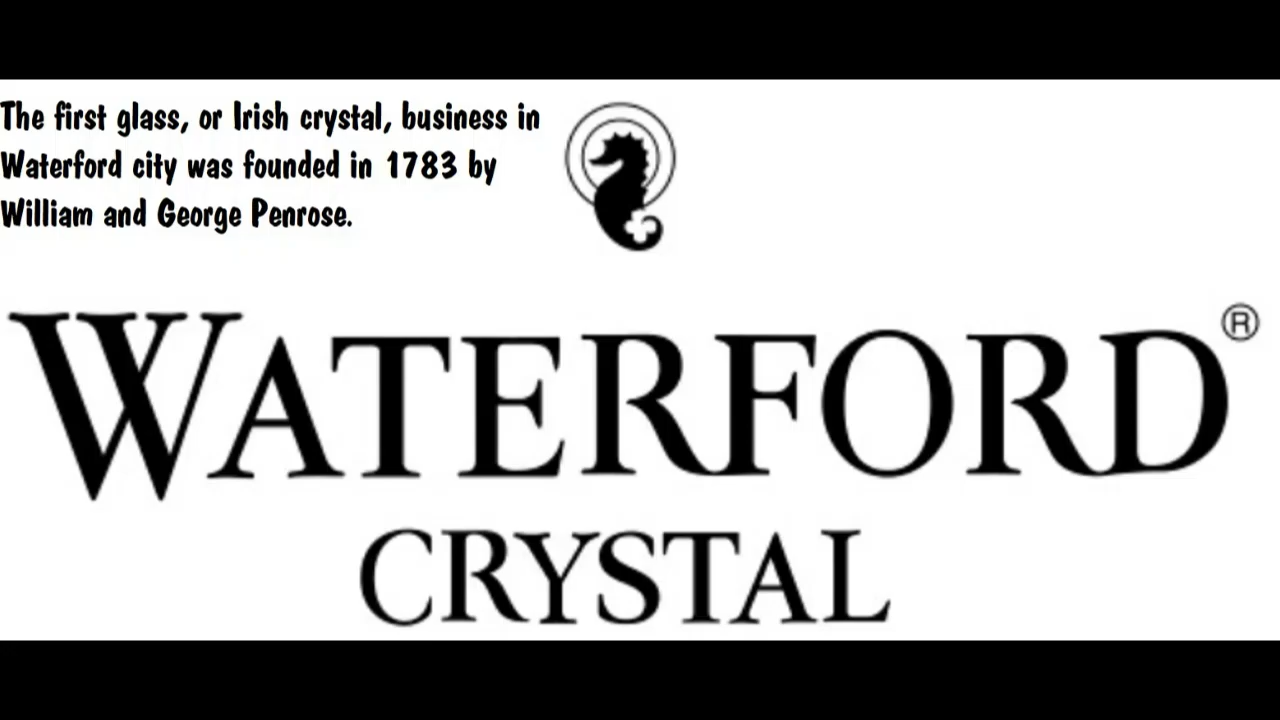 The first glass, or Irish crystal, business in
Waterford city was founded in 1783 by
William and George Penrose.
WATERFORD®
CRYSTAL